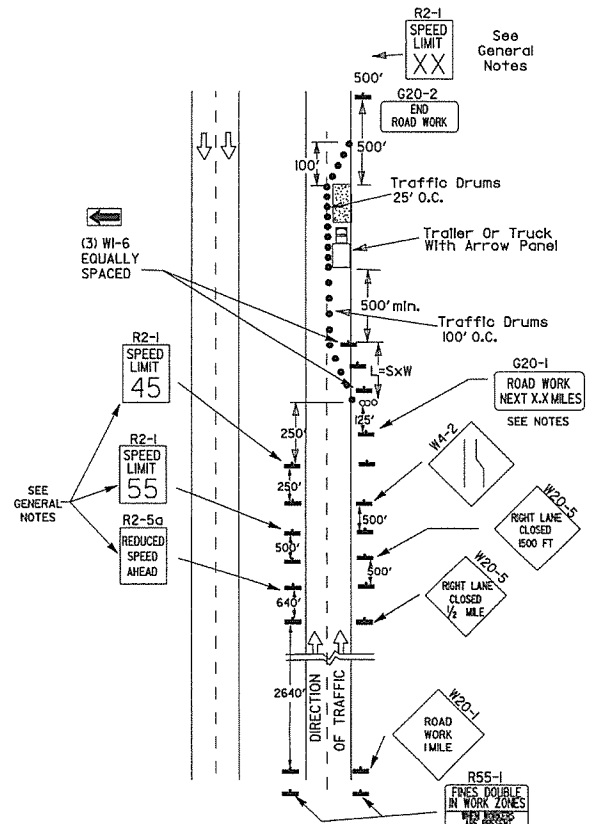 R2-1
SPEED
LIMIT
XX
See
General
Notes
500'
G20-2
END
ROAD WORK
500'
100'
Traffic Drums
25' O.C.
Trailer Or Truck
With Arrow Panel
(3) W1-6
EQUALLY
SPACED
500' min.
Traffic Drums
100' O.C.
R2-1
SPEED
LIMIT
45
L=SxW
G20-1
ROAD WORK
NEXT X.X MILES
SEE NOTES
125'
250'
R2-1
SPEED
LIMIT
55
W4-2
250'
SEE
GENERAL
NOTES
500'
W20-5
RIGHT LANE
CLOSED
1500 FT
R2-5a
REDUCED
SPEED
AHEAD
500'
500'
W20-5
RIGHT LANE
CLOSED
1/2 MILE
640'
2640'
DIRECTION
OF TRAFFIC
W20-1
ROAD
WORK
1 MILE
R55-1
FINES DOUBLE
IN WORK ZONES
WHEN WORKERS